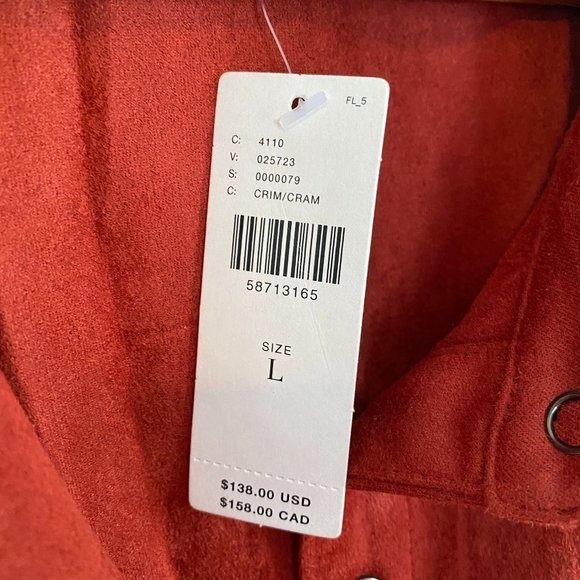 FL_5
C: 4110
V: 025723
S: 0000079
C: CRIM/CRAM
58713165
SIZE
L
$138.00 USD
$158.00 CAD